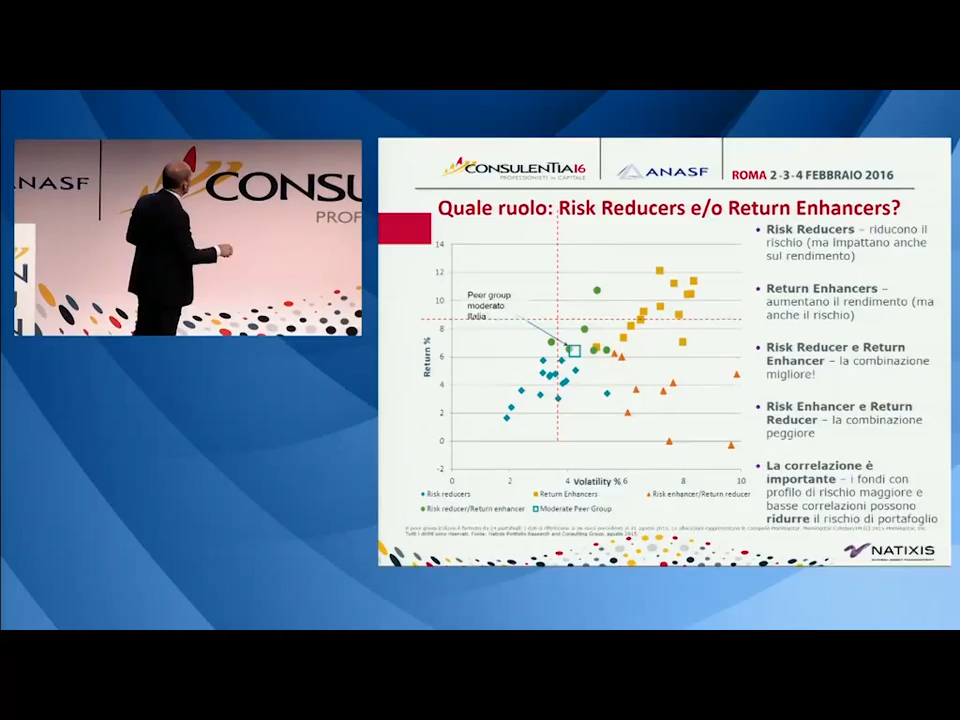 ANASF
CONSU
PROF
CONSULENTIA16
PROFESSIONISTI IN CAPITALE
ANASF
ROMA 2-3-4 FEBBRAIO 2016
Quale ruolo: Risk Reducers e/o Return Enhancers?
14
12
10
8
6
4
2
0
-2
Return %
Peer group
moderato
Italia
0
2
4
6
8
10
Volatility %
Risk reducers
Return Enhancers
Risk enhancer/Return reducer
Risk reducer/Return enhancer
Moderate Peer Group
• Risk Reducers – riducono il
rischio (ma impattano anche
sul rendimento)
• Return Enhancers –
aumentano il rendimento (ma
anche il rischio)
• Risk Reducer e Return
Enhancer – la combinazione
migliore!
• Risk Enhancer e Return
Reducer – la combinazione
peggiore
• La correlazione è
importante – i fondi con
profilo di rischio maggiore e
basse correlazioni possono
ridurre il rischio di portafoglio
NATIXIS